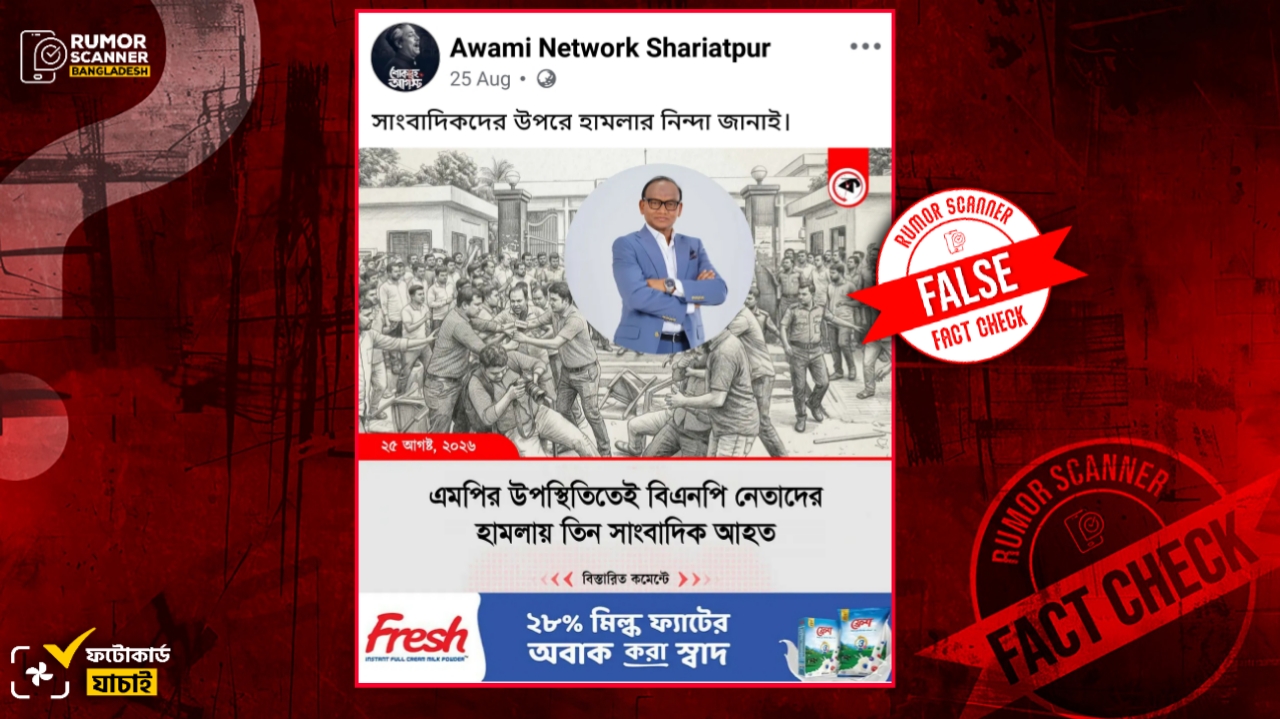 RUMOR
SCANNER
BANGLADESH
Awami Network Shariatpur
25 Aug
সাংবাদিকদের উপরে হামলার নিন্দা জানাই।
ক
২৫ আগষ্ট, ২০২৬
এমপির উপস্থিতিতেই বিএনপি নেতাদের
হামলায় তিন সাংবাদিক আহত
বিস্তারিত কমেন্টে
Fresh
INSTANT FULL CREAM MILK POWDER
২৮% মিল্ক ফ্যাটের
অবাক করা স্বাদ
RUMOR SCANNER
FALSE
FACT CHECK
RUMOR SCANNER
FACT CHECK
ফটোকার্ড
যাচাই